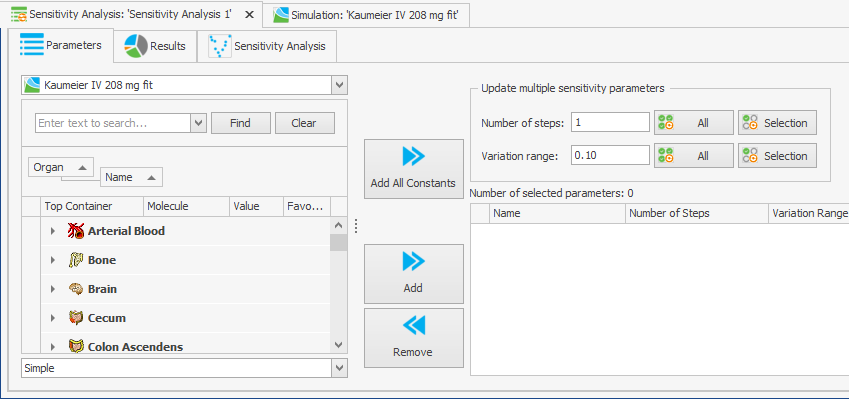 Sensitivity Analysis: 'Sensitivity Analysis 1'
Simulation: 'Kaumeier IV 208 mg fit'
Parameters
Results
Sensitivity Analysis
Kaumeier IV 208 mg fit
Enter text to search...
Find
Clear
Organ
Name
Top Container
Molecule
Value
Favo...
Arterial Blood
Bone
Brain
Cecum
Colon Ascendens
Simple
Add All Constants
Add
Remove
Update multiple sensitivity parameters
Number of steps: 1 All Selection
Variation range: 0.10 All Selection
Number of selected parameters: 0
Name
Number of Steps
Variation Range